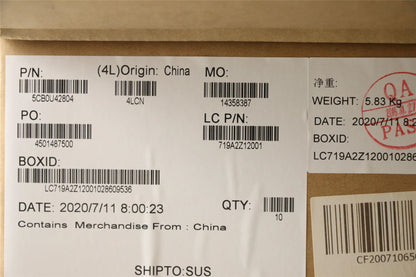 P/N: (4L)Origin: China MO:
5CB0U42804 4LCN 14358387
PO: LC P/N:
4501487500 719A2Z12001
BOXID:
LC719A2Z12001028609536
DATE: 2020/7/11 8:00:23 QTY:
10
Contains Merchandise From : China
SHIPTO:SUS
净重:
WEIGHT: 5.83 Kg
DATE: 2020/7/11 8:2
BOXID:
LC719A2Z1200102860
QA
PAS
CF20071065